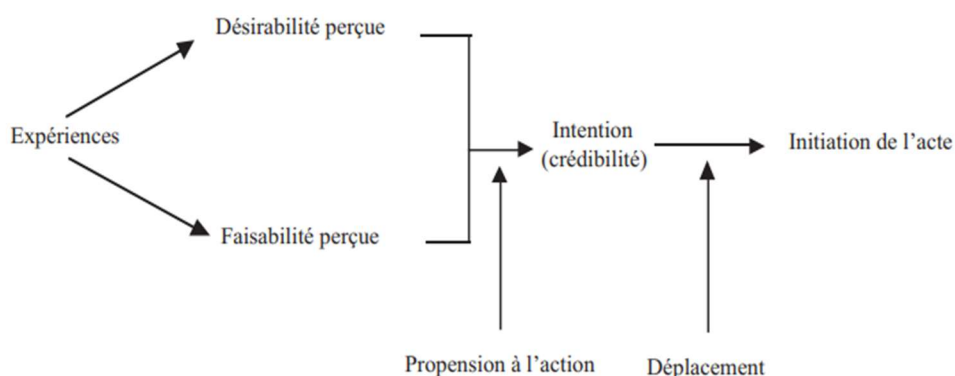 Désirabilité perçue
Expériences
Intention
(crédibilité)
Initiation de l’acte
Faisabilité perçue
Propension à l’action
Déplacement